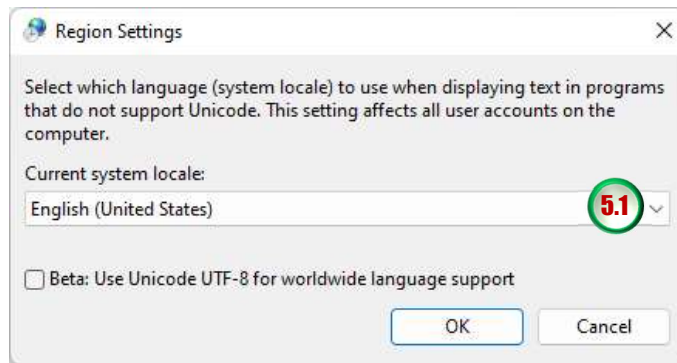 Region Settings
Select which language (system locale) to use when displaying text in programs
that do not support Unicode. This setting affects all user accounts on the
computer.
Current system locale:
English (United States)
5.1
Beta: Use Unicode UTF-8 for worldwide language support
OK
Cancel